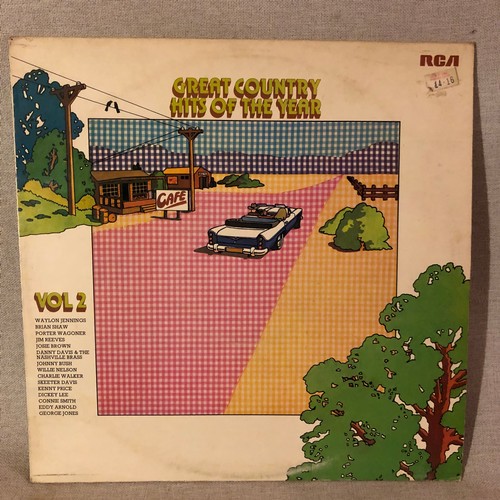 RCA
GREAT COUNTRY
HITS OF THE YEAR
CAFE
VOL 2
WAYLON JENNINGS
BRIAN SHAW
PORTER WAGONER
JIM REEVES
JOSIE BROWN
DANNY DAVIS & THE
NASHVILLE BRASS
JOHNNY BUSH
WILLIE NELSON
CHARLIE WALKER
SKEETER DAVIS
KENNY PRICE
DICKEY LEE
CONNIE SMITH
EDDY ARNOLD
GEORGE JONES